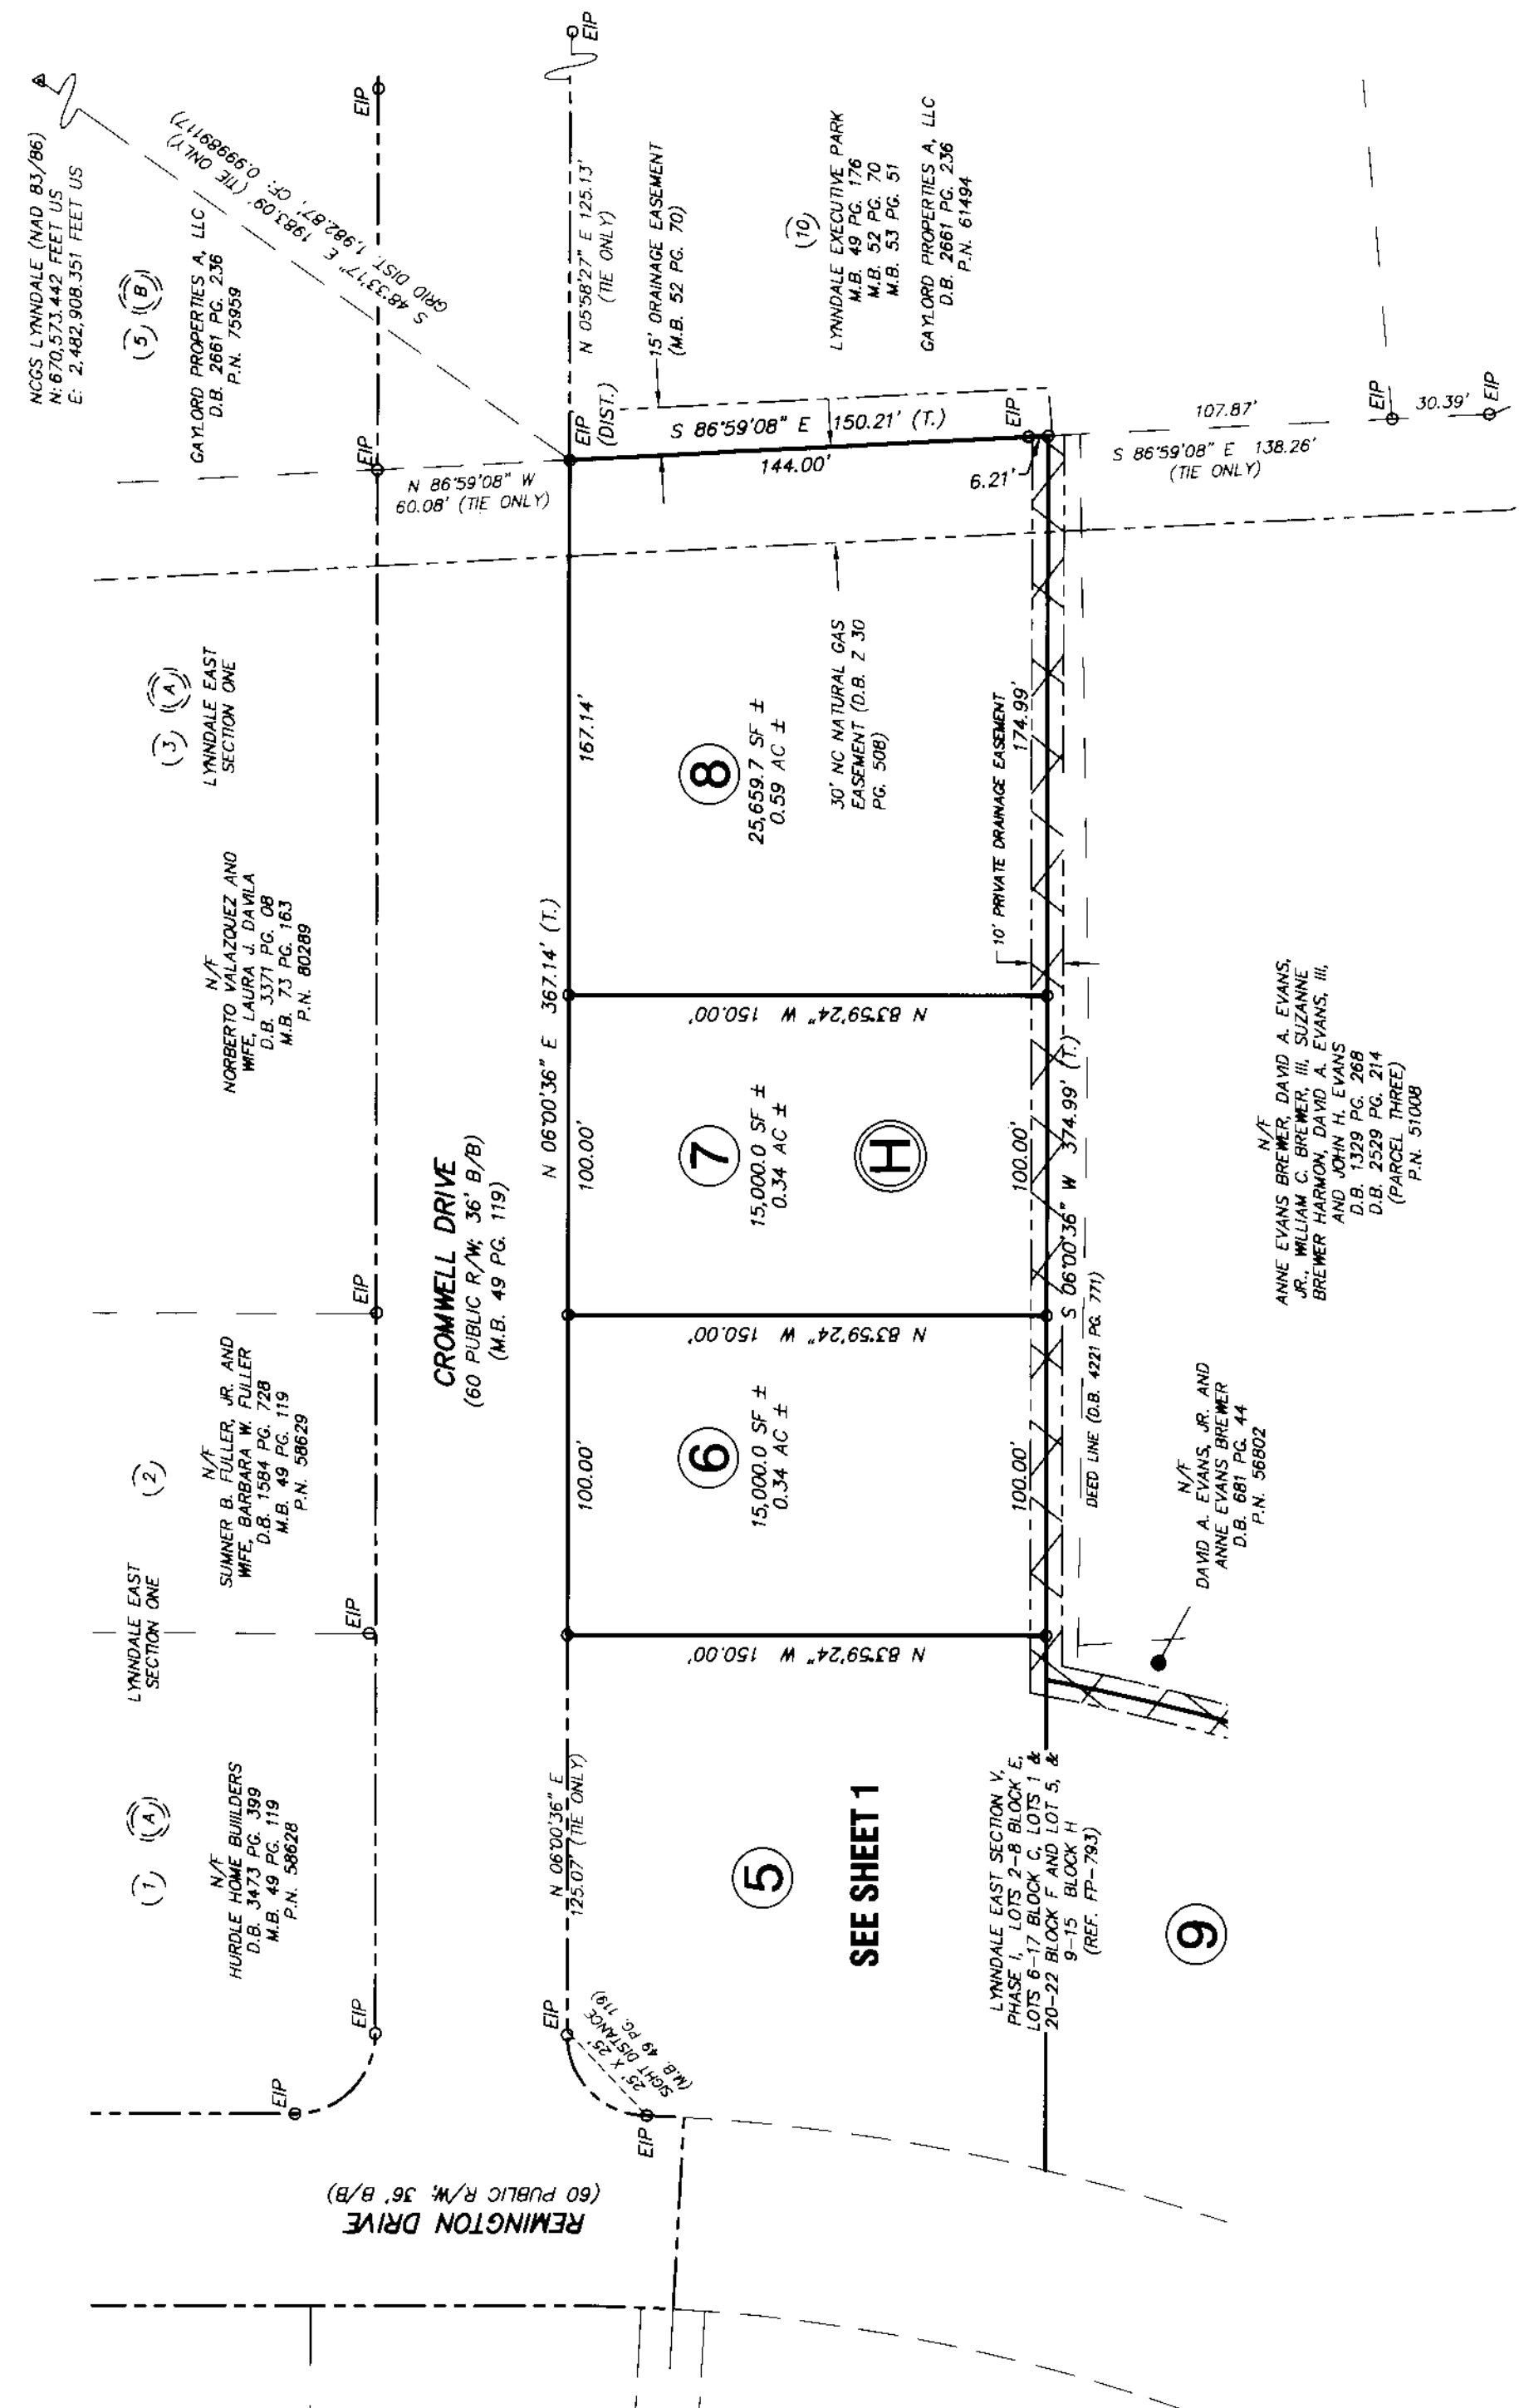 NCGS LYNNDALE (NAD 83/86)
N: 670,573.442 FEET US
E: 2,482,908.351 FEET US
(5) (B)
GAYLORD PROPERTIES A, LLC
D.B. 2661 PG. 236
P.N. 75959
S 48°33'17" E 1983.09' (TIE ONLY)
GRID DIST. 1,982.87', CF: 0.99989117)
EIP
EIP
EIP
N 86°59'08" W
60.08' (TIE ONLY)
EIP
(DIST.)
N 05°58'27" E 125.13'
(TIE ONLY)
15' DRAINAGE EASEMENT
(M.B. 52 PG. 70)
S 86°59'08" E 150.21' (T.)
144.00'
6.21'
EIP
(10)
LYNNDALE EXECUTIVE PARK
M.B. 49 PG. 176
M.B. 52 PG. 70
M.B. 53 PG. 51
GAYLORD PROPERTIES A, LLC
D.B. 2661 PG. 236
P.N. 61494
107.87'
S 86°59'08" E 138.26'
(TIE ONLY)
EIP
30.39'
EIP
(3) (A)
LYNNDALE EAST
SECTION ONE
N/F
NORBERTO VALAZQUEZ AND
WIFE, LAURA J. DAVILA
D.B. 3371 PG. 08
M.B. 73 PG. 163
P.N. 80289
167.14'
8
25,659.7 SF ±
0.59 AC ±
30' NC NATURAL GAS
EASEMENT (D.B. Z 30
PG. 508)
10' PRIVATE DRAINAGE EASEMENT
174.99'
EIP
CROMWELL DRIVE
(60 PUBLIC R/W; 36' B/B)
(M.B. 49 PG. 119)
N 06°00'36" E 367.14' (T.)
N 83°59'24" W 150.00'
100.00'
7
15,000.0 SF ±
0.34 AC ±
H
100.00'
S 06°00'36" W 374.99' (T.)
N 83°59'24" W 150.00'
LYNNDALE EAST
SECTION ONE
(2)
N/F
SUMNER B. FULLER, JR. AND
WIFE, BARBARA W. FULLER
D.B. 1584 PG. 728
M.B. 49 PG. 119
P.N. 58629
EIP
100.00'
6
15,000.0 SF ±
0.34 AC ±
100.00'
DEED LINE (D.B. 4221 PG. 771)
N 83°59'24" W 150.00'
N/F
ANNE EVANS BREWER, DAVID A. EVANS,
JR., WILLIAM C. BREWER, III, SUZANNE
BREWER HARMON, DAVID A. EVANS, III,
AND JOHN H. EVANS
D.B. 1329 PG. 268
D.B. 2529 PG. 214
(PARCEL THREE)
P.N. 51008
N/F
DAVID A. EVANS, JR. AND
ANNE EVANS BREWER
D.B. 681 PG. 44
P.N. 56802
(1) (A)
N/F
HURDLE HOME BUIILDERS
D.B. 3473 PG. 399
M.B. 49 PG. 119
P.N. 58628
EIP
EIP
N 06°00'36" E
125.07' (TIE ONLY)
EIP
25' X 25'
SIGHT DISTANCE
(M.B. 49 PG. 119)
EIP
5
SEE SHEET 1
LYNNDALE EAST SECTION V,
PHASE I, LOTS 2-8 BLOCK E,
LOTS 6-17 BLOCK C, LOTS 1 &
20-22 BLOCK F AND LOT 5, &
9-15 BLOCK H
(REF. FP-793)
9
REMINGTON DRIVE
(60 PUBLIC R/W; 36' B/B)